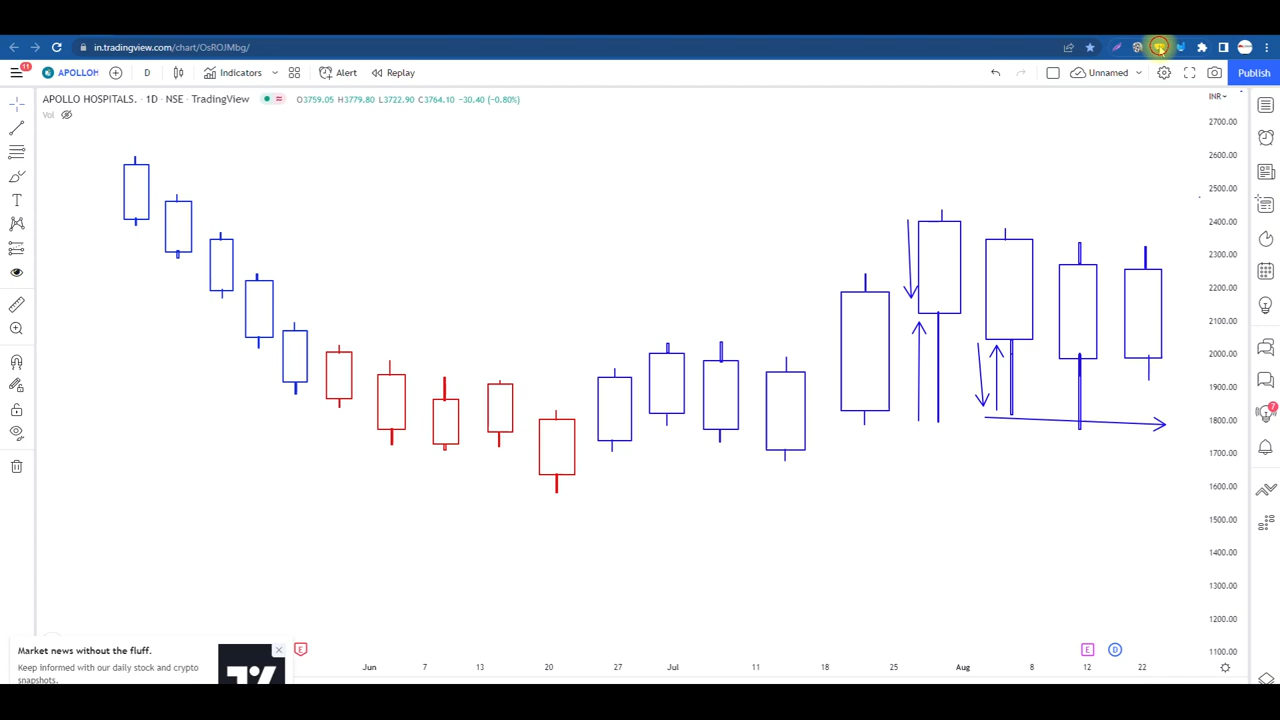 in.tradingview.com/chart/OsROJMbg/
11
APOLLOH
D
Indicators
Alert
Replay
Unnamed
Publish
APOLLO HOSPITALS. · 1D · NSE · TradingView
O3759.05 H3779.80 L3722.90 C3764.10 -30.40 (-0.80%)
INR
Vol
2700.00
2600.00
2500.00
2400.00
2300.00
2200.00
2100.00
2000.00
1900.00
1800.00
1700.00
1600.00
1500.00
1400.00
1300.00
1200.00
1100.00
T
7
Market news without the fluff.
Keep informed with our daily stock and crypto
snapshots.
E
E
D
Jun
7
13
20
27
Jul
11
18
25
Aug
8
12
22